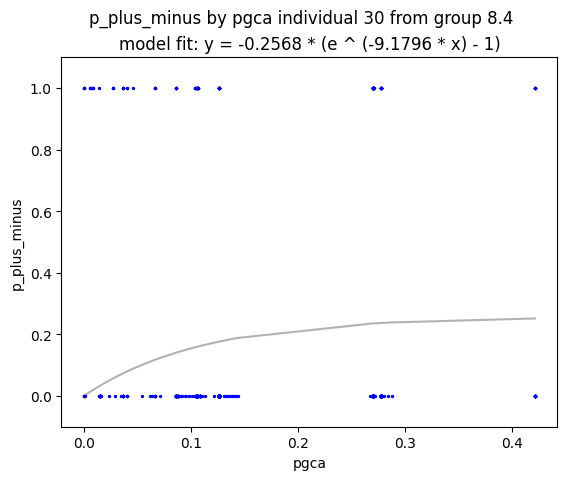 p_plus_minus by pgca individual 30 from group 8.4
model fit: y = -0.2568 * (e ^ (-9.1796 * x) - 1)
1.0
0.8
0.6
0.4
0.2
0.0
p_plus_minus
0.0 0.1 0.2 0.3 0.4
pgca